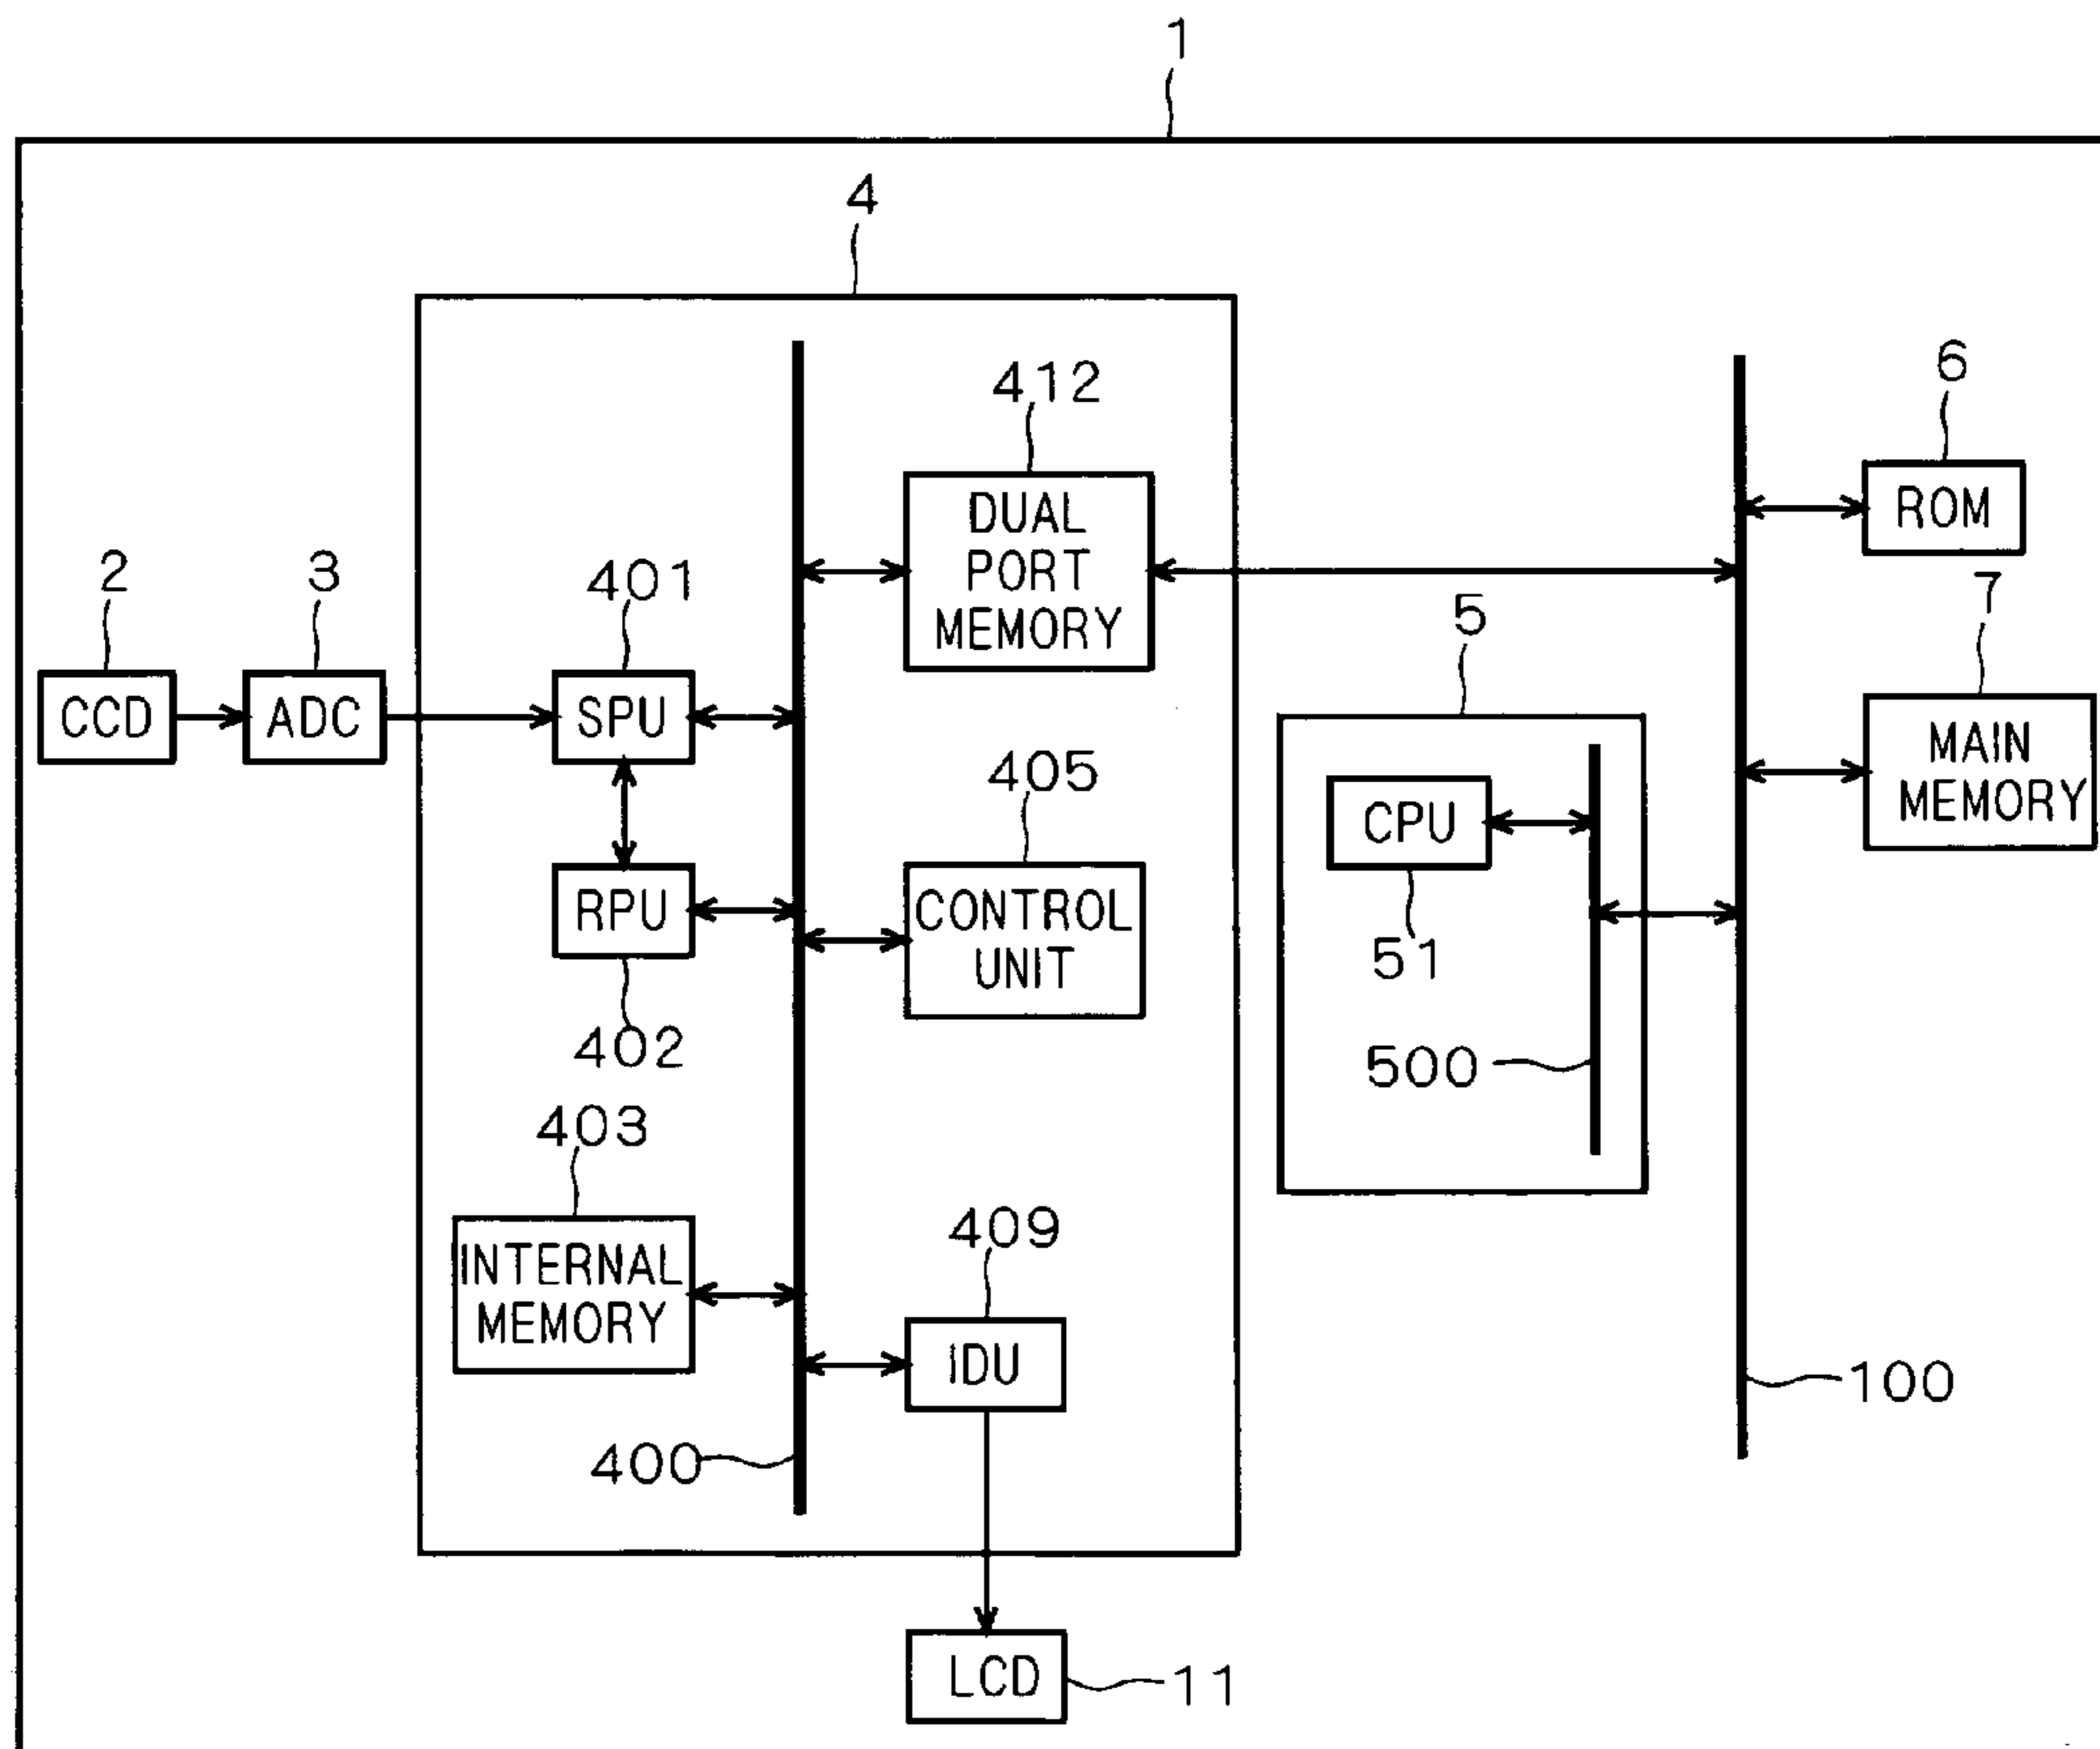 1
4
412
6
DUAL
PORT
MEMORY
ROM
2
3
401
5
7
CCD
ADC
SPU
MAIN
MEMORY
405
CPU
RPU
CONTROL
UNIT
51
402
500
403
409
INTERNAL
MEMORY
IDU
100
400
LCD
11